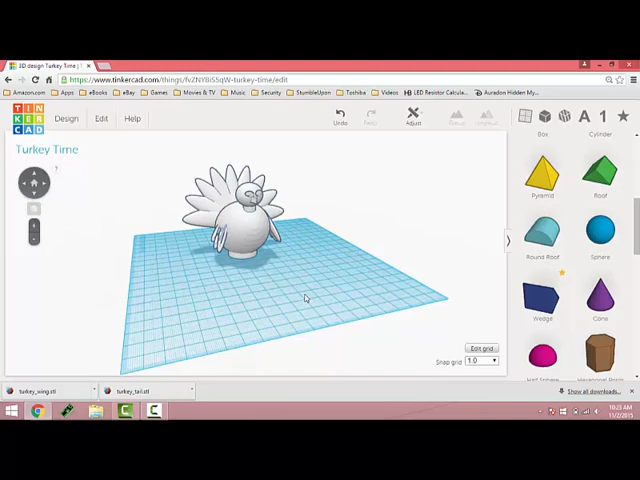 3D design Turkey Time | T
https://www.tinkercad.com/things/fvZNYBiS5qW-turkey-time/edit
Amazon.com Apps eBooks eBay Games Movies & TV Music Security StumbleUpon Toshiba Videos LED Resistor Calcula... Auradon Hidden My...
TIN
KER
CAD
Design Edit Help
Undo Redo Adjust Group Ungroup
Turkey Time
?
Box Cylinder
Pyramid Roof
Round Roof Sphere
Wedge Cone
Edit grid
Snap grid 1.0
turkey_wing.stl turkey_tail.stl Show all downloads...
10:23 AM
11/2/2015